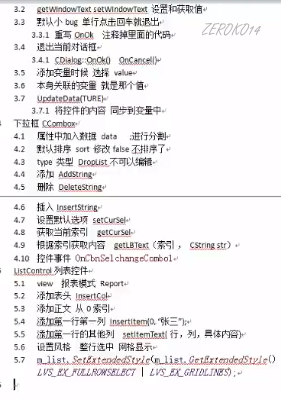 3.2 getWindowText setWindowText 设置和获取值
ZEROKO14
3.3 默认小 bug 单行点击回车就退出
3.3.1 重写 OnOk 注释掉里面的代码
3.4 退出当前对话框
3.4.1 CDialog::OnOk() OnCancel()
3.5 添加变量时候 选择 value
3.6 本身关联的变量 就是值
3.7 UpdateData(TURE)
3.7.1 将控件的内容 同步到变量中
下拉框 CCombox
4.1 属性中加入数据 data ;进行分割
4.2 默认排序 sort 修改 false 不排序了
4.3 type 类型 DropList 不可以编辑
4.4 添加 AddString
4.5 删除 DeleteString
4.6 插入 InsertString
4.7 设置默认选项 setCurSel
4.8 获取当前索引 getCurSel
4.9 根据索引获取内容 getLBText(索引 , CString str)
4.10 控件事件 OnCbnSelchangeCombo1
ListControl 列表控件
5.1 view 报表模式 Report
5.2 添加表头 InsertCol
5.3 添加正文 从 0 索引
5.4 添加第一行第一列 InsertItem(0,"张三");
5.5 添加第一行的其他列 setItemText( 行,列,具体内容)
5.6 设置风格 整行选中 网格显示
5.7 m_list.SetExtendedStyle(m_list.GetExtendedStyle()
LVS_EX_FULLROWSELECT | LVS_EX_GRIDLINES);